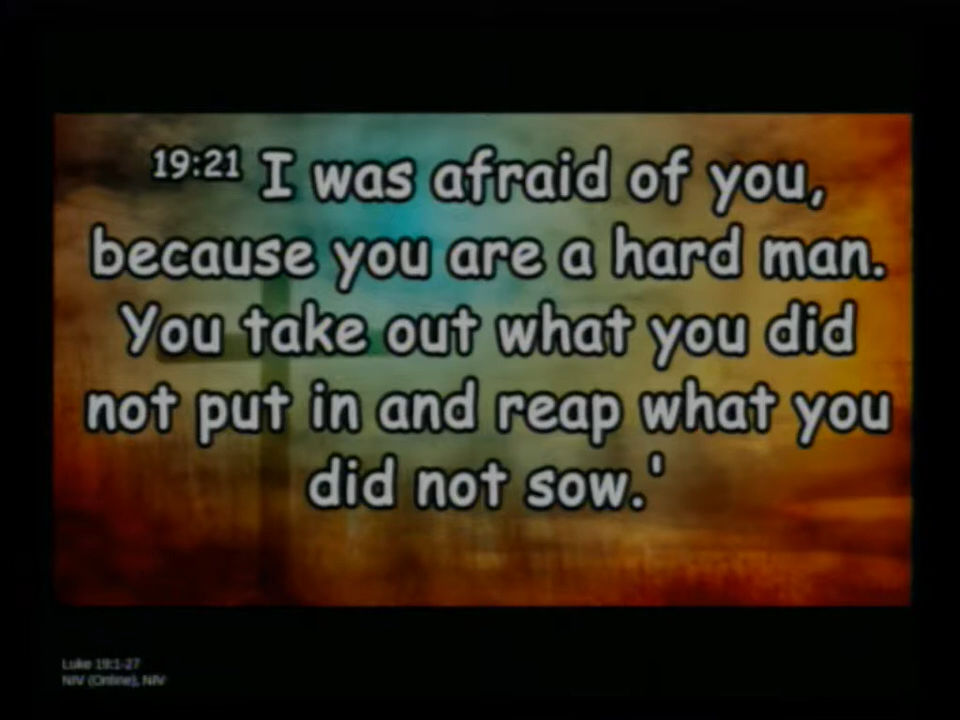 19:21 I was afraid of you,
because you are a hard man.
You take out what you did
not put in and reap what you
did not sow.'
Luke 19:1-27
NIV (Online), NIV